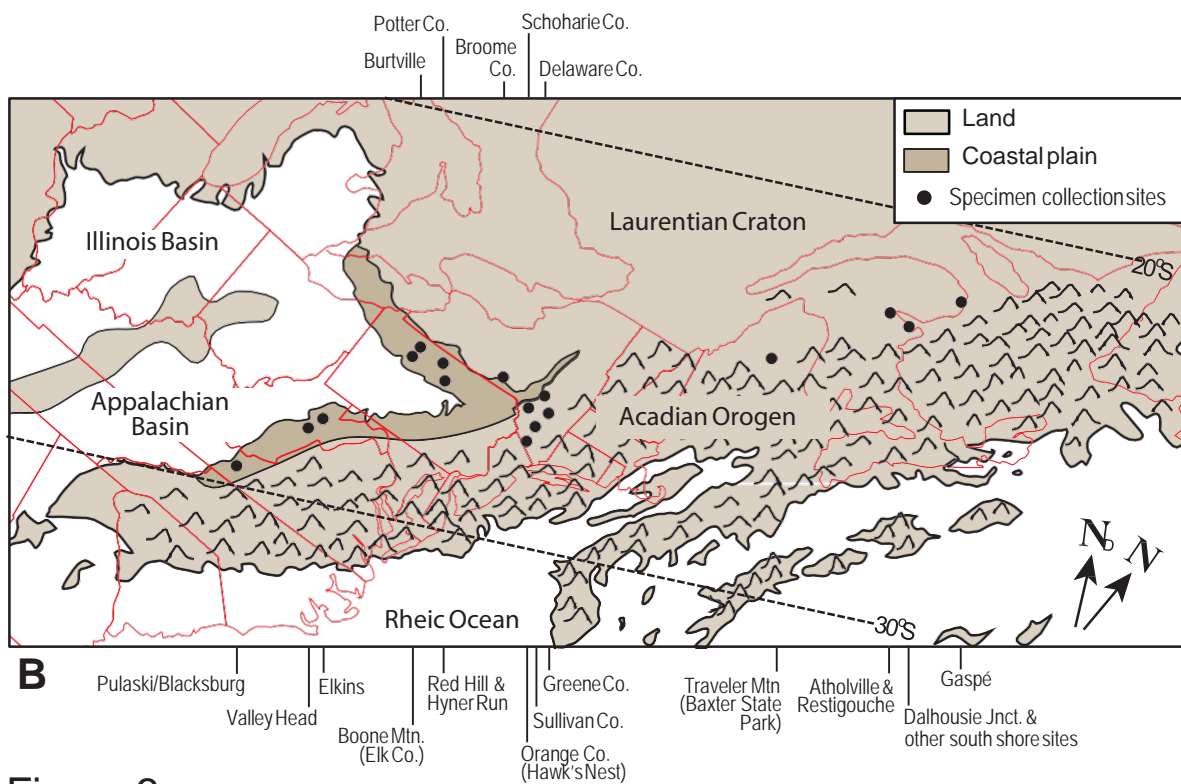 Potter Co.
Schoharie Co.
Burtville
Broome
Co.
Delaware Co.
Land
Coastal plain
Specimen collection sites
Illinois Basin
Laurentian Craton
20°S
Appalachian
Basin
Acadian Orogen
Rheic Ocean
30°S
N
D
N
B
Pulaski/Blacksburg
Valley Head
Elkins
Boone Mtn.
(Elk Co.)
Red Hill &
Hyner Run
Greene Co.
Sullivan Co.
Orange Co.
(Hawk's Nest)
Traveler Mtn
(Baxter State
Park)
Atholville &
Restigouche
Gaspé
Dalhousie Jnct. &
other south shore sites